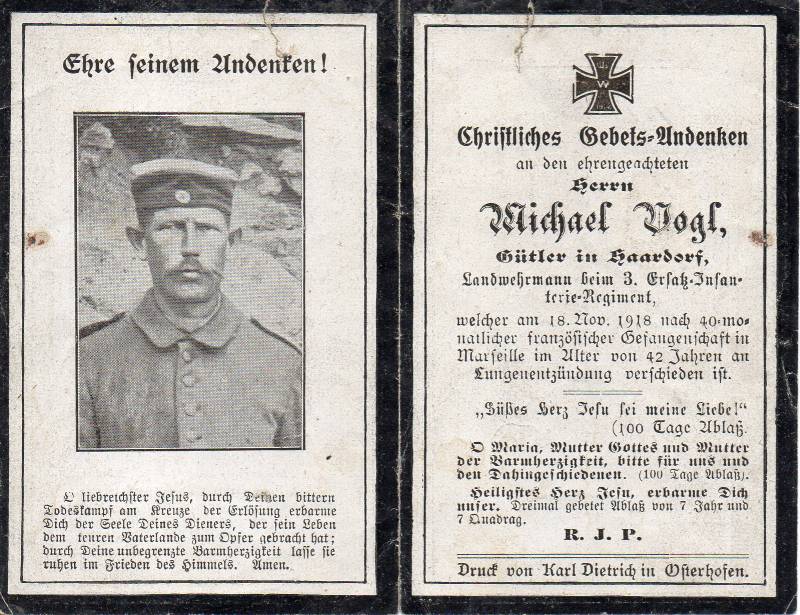 Ehre seinem Andenken!
O liebreichster Jesus, durch Deinen bittern
Todeskampf am Kreuze der Erlösung erbarme
Dich der Seele Deines Dieners, der sein Leben
dem teuren Vaterlande zum Opfer gebracht hat;
durch Deine unbegrenzte Barmherzigkeit lasse sie
ruhen im Frieden des Himmels. Amen.
W
Christliches Gebets-Andenken
an den ehrengeachteten
Herrn
Michael Vogl,
Gütler in Haardorf,
Landwehrmann beim 3. Ersatz-Infan-
terie-Regiment,
welcher am 18. Nov. 1918 nach 40-mo-
natlicher französischer Gefangenschaft in
Marseille im Alter von 42 Jahren an
Lungenentzündung verschieden ist.
„Süßes Herz Jesu sei meine Liebe!“
(100 Tage Ablaß.
O Maria, Mutter Gottes und Mutter
der Barmherzigkeit, bitte für uns und
den Dahingeschiedenen. (100 Tage Ablaß).
Heiligstes Herz Jesu, erbarme Dich
unser. Dreimal gebetet Ablaß von 7 Jahr und
7 Quadrag.
R. J. P.
Druck von Karl Dietrich in Osterhofen.